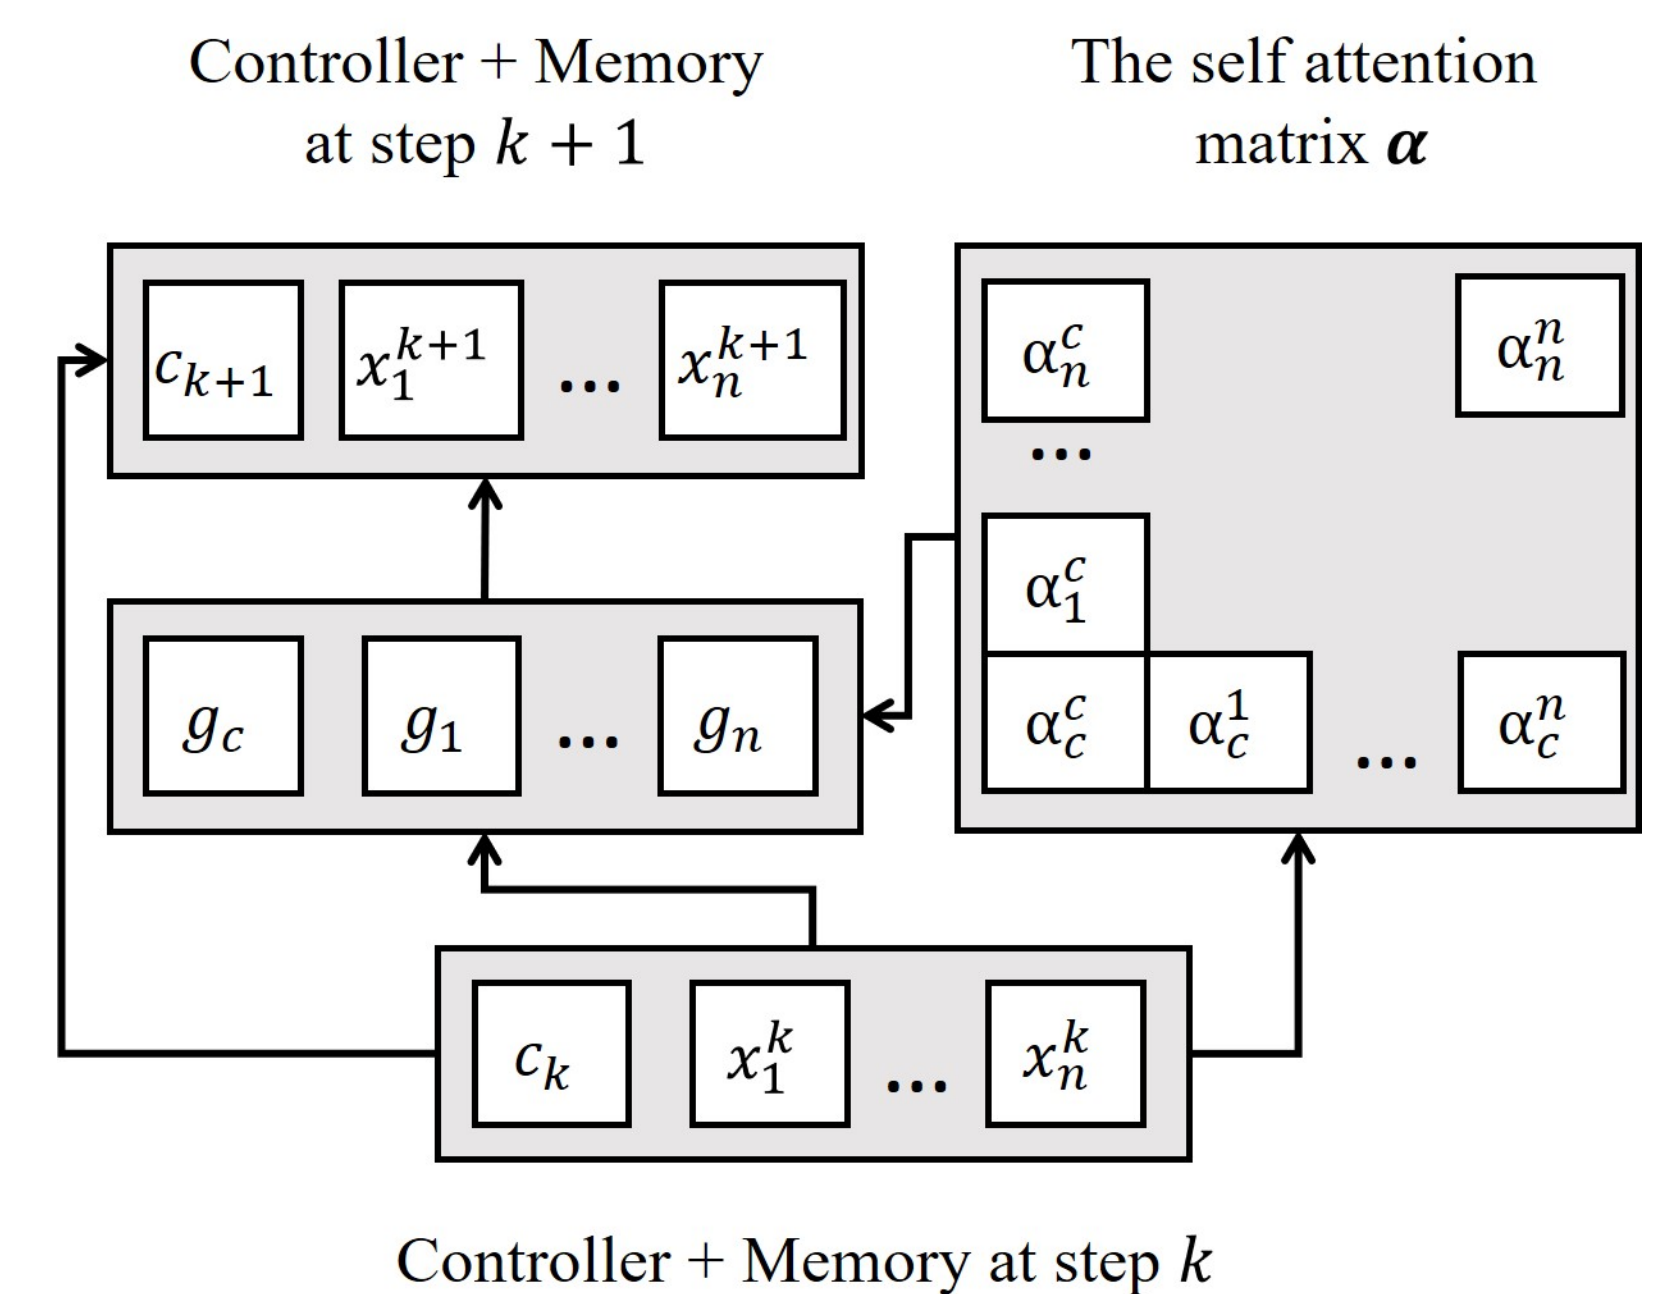 Controller + Memory
at step k + 1
The self attention
matrix α
c_{k+1} x_1^{k+1} ... x_n^{k+1}
α_n^c α_n^n
...
α_1^c
g_c g_1 ... g_n
α_c^c α_c^1 ... α_c^n
c_k x_1^k ... x_n^k
Controller + Memory at step k